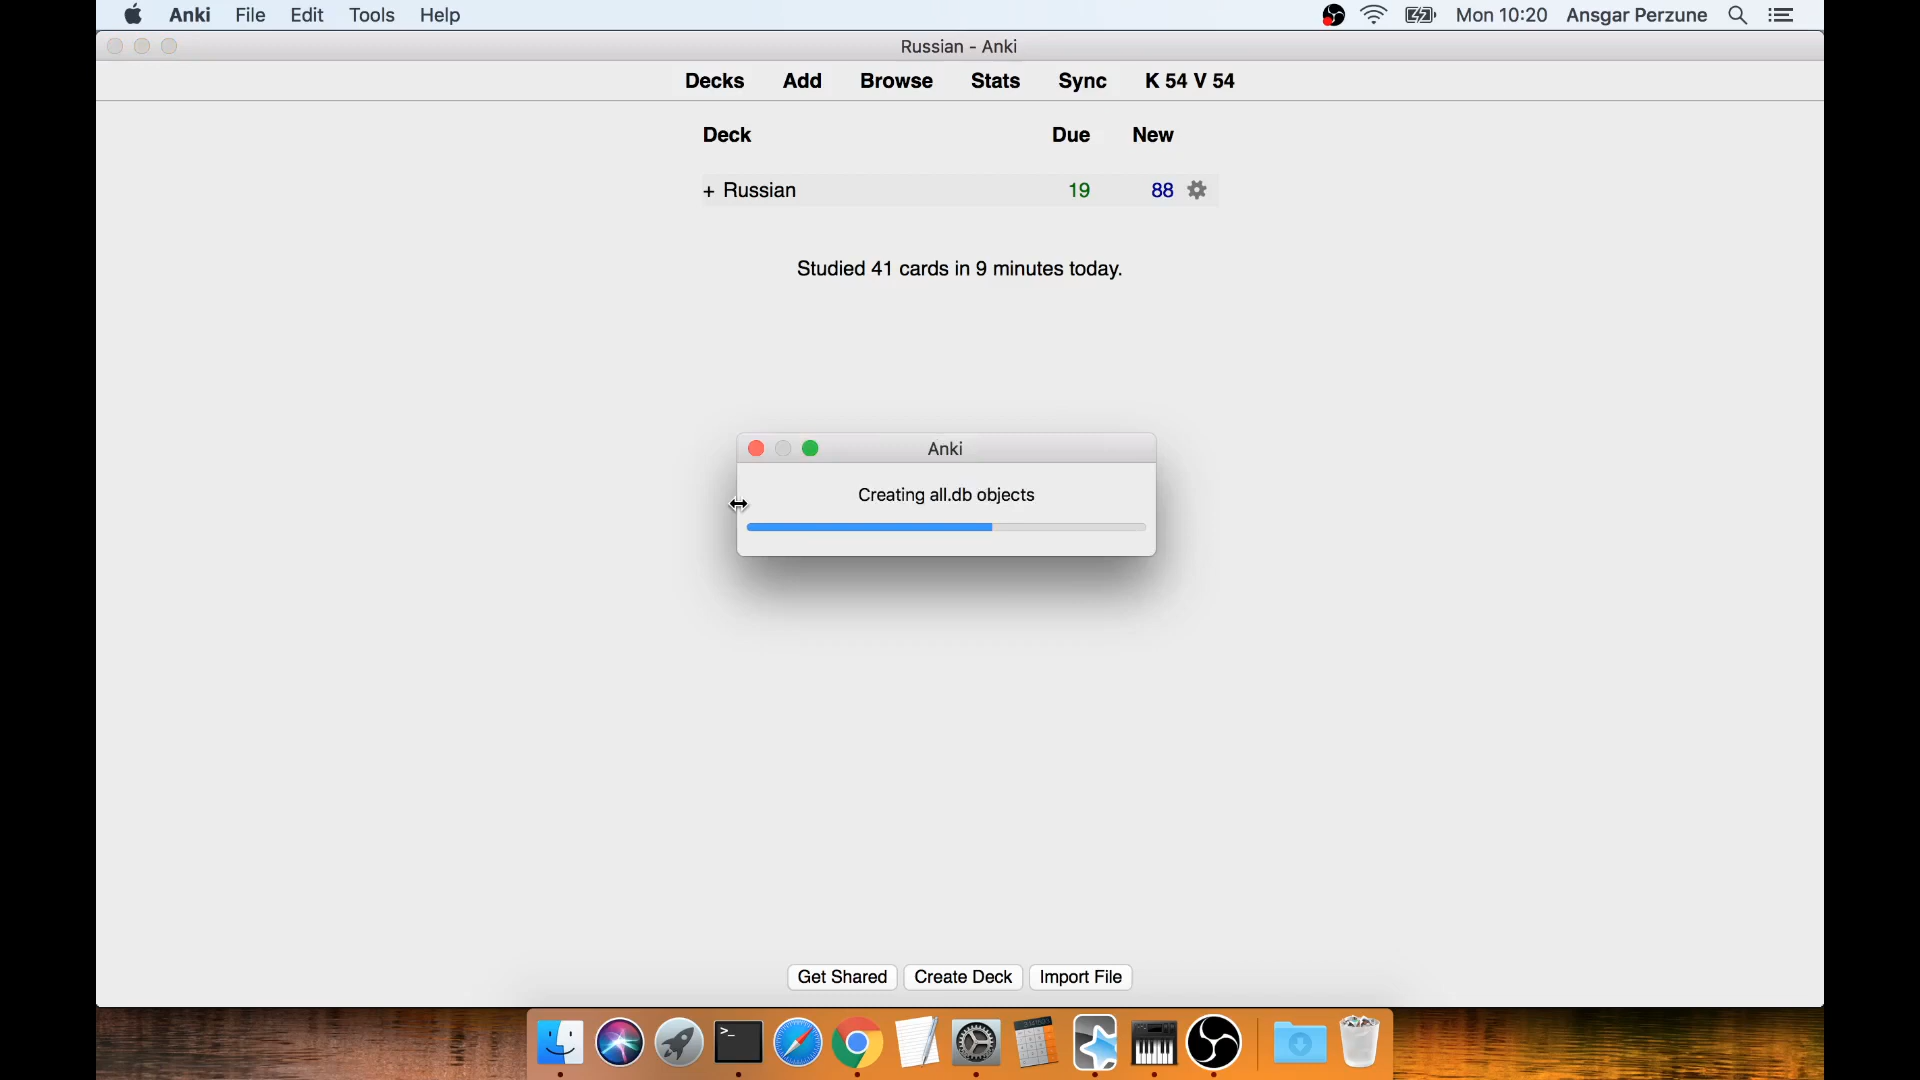 Anki File Edit Tools Help Mon 10:20 Ansgar Perzune
Russian - Anki
Decks Add Browse Stats Sync K 54 V 54
Deck Due New
+ Russian 19 88
Studied 41 cards in 9 minutes today.
Anki
Creating all.db objects
Get Shared Create Deck Import File